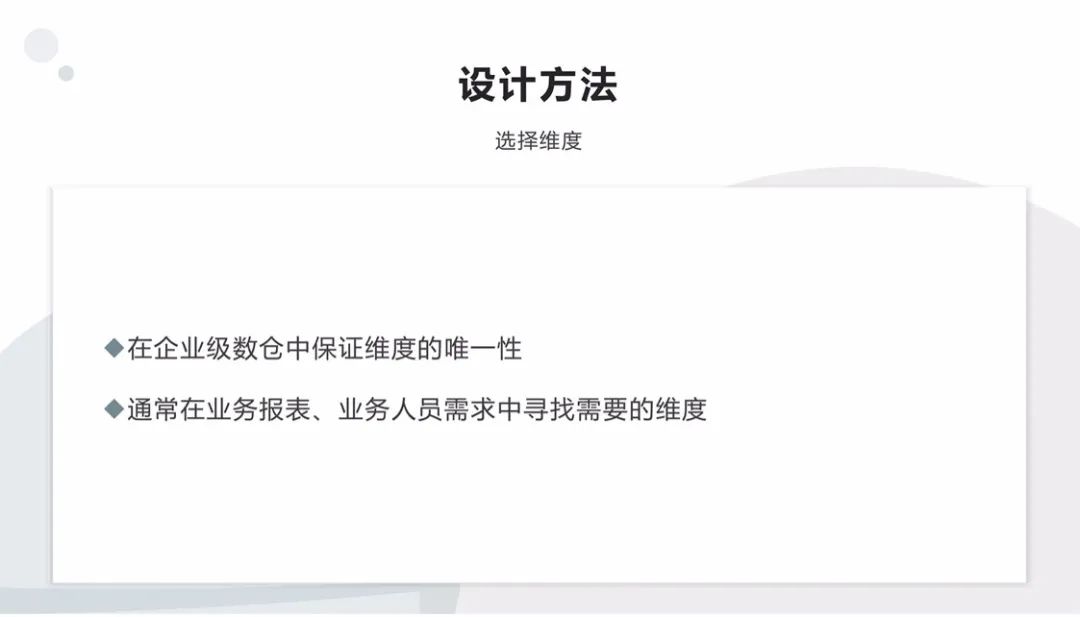 设计方法
选择维度
◆在企业级数仓中保证维度的唯一性
◆通常在业务报表、业务人员需求中寻找需要的维度